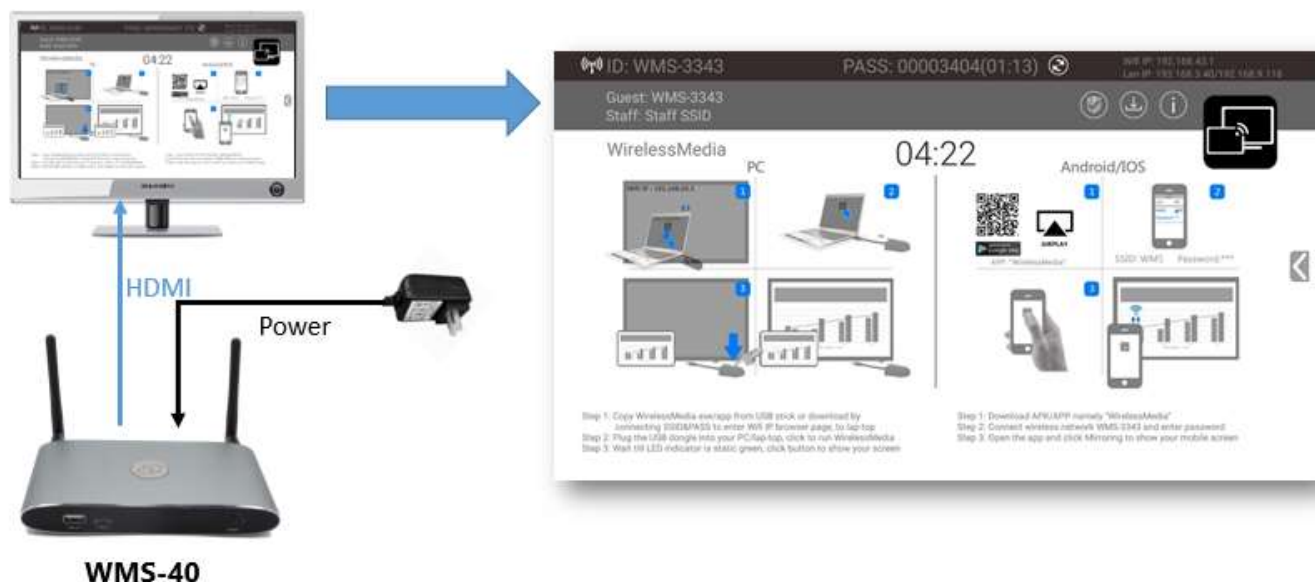 ID: WMS-3343
PASS: 00003404(01:13)
Wifi IP: 192.168.43.1
Lan IP: 192.168.3.40/192.168.9.118
Guest: WMS-3343
Staff: Staff SSID
WirelessMedia
04:22
PC
Android/IOS
1
2
1
2
AIRPLAY
APP: "WirelessMedia"
SSID: WMS Password:***
3
3
Step 1: Copy WirelessMedia exe/app from USB stick or download by
connecting SSID&PASS to enter Wifi IP browser page, to lap top
Step 2: Plug the USB dongle into your PC/lap-top, click to run WirelessMedia
Step 3: Wait till LED indicator is static green, click button to show your screen
Step 1: Download APK/APP namely "WirelessMedia"
Step 2: Connect wireless network WMS-3343 and enter password
Step 3: Open the app and click Mirroring to show your mobile screen
04:22
HDMI
Power
WMS-40